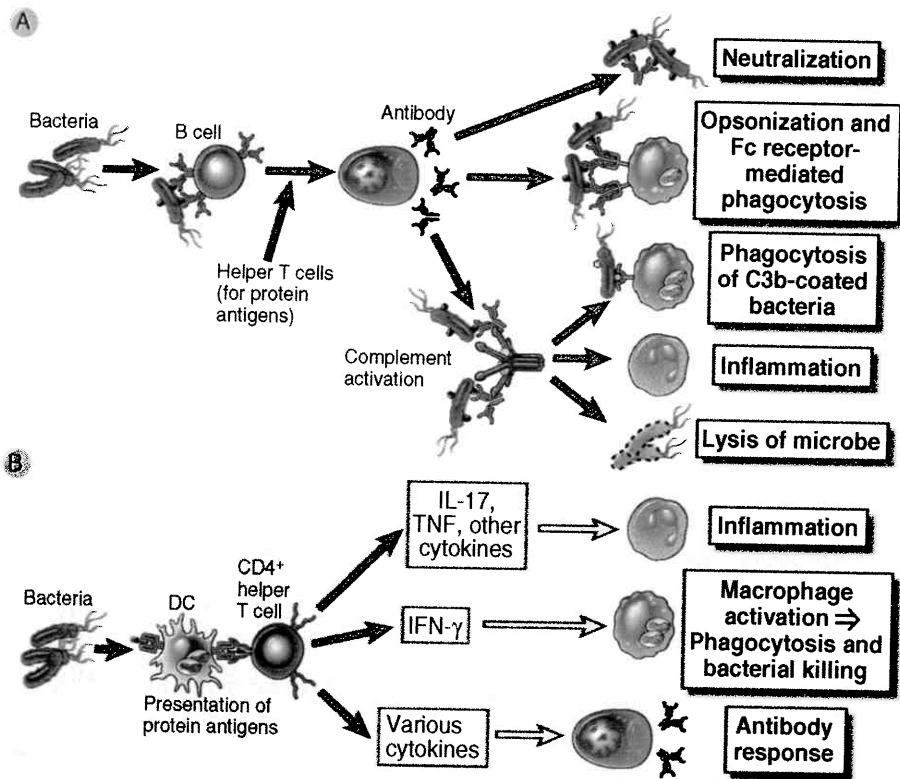 A
Bacteria
B cell
Helper T cells
(for protein
antigens)
Antibody
Complement
activation
Neutralization
Opsonization and
Fc receptor-
mediated
phagocytosis
Phagocytosis
of C3b-coated
bacteria
Inflammation
Lysis of microbe
B
Bacteria
DC
Presentation of
protein antigens
CD4⁺
helper
T cell
IL-17,
TNF, other
cytokines
Inflammation
IFN-γ
Macrophage
activation ⇒
Phagocytosis and
bacterial killing
Various
cytokines
Antibody
response